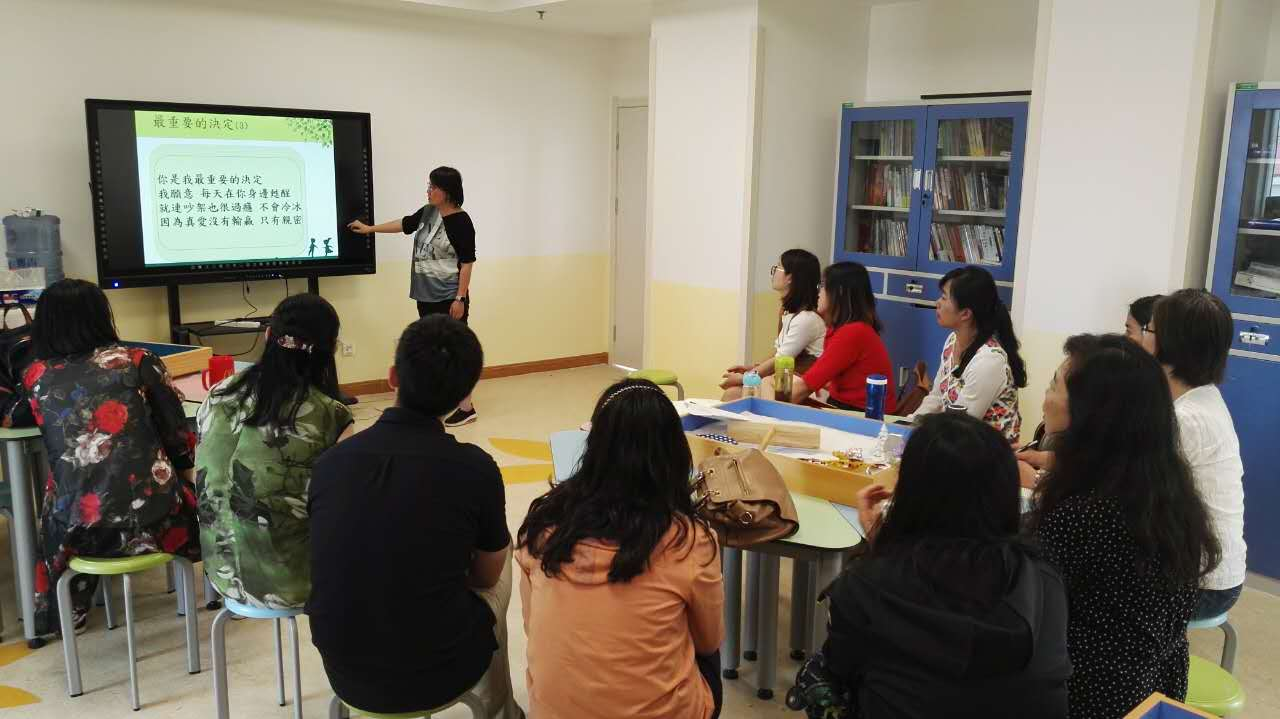 最重要的決定(3)
你是我最重要的決定
我願意 每天在你身邊甦醒
就連吵架也很過癮 不會冷冰
因為真愛沒有輸贏 只有親密